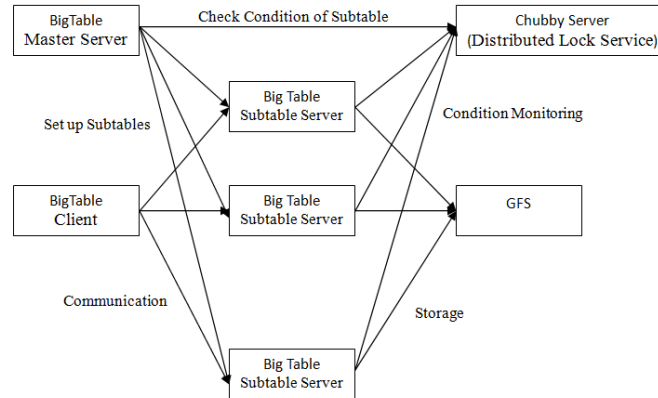 BigTable
Master Server
Check Condition of Subtable
Chubby Server
(Distributed Lock Service)
Big Table
Subtable Server
Set up Subtables
Condition Monitoring
BigTable
Client
Big Table
Subtable Server
GFS
Communication
Storage
Big Table
Subtable Server